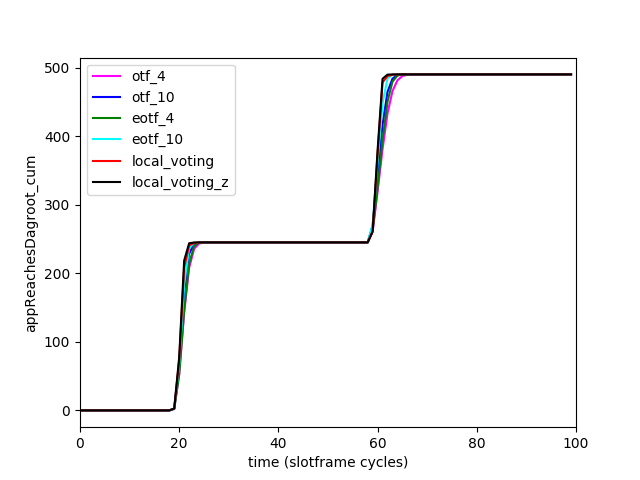 otf_4
otf_10
eotf_4
eotf_10
local_voting
local_voting_z
appReachesDagroot_cum
500
400
300
200
100
0
0 20 40 60 80 100
time (slotframe cycles)